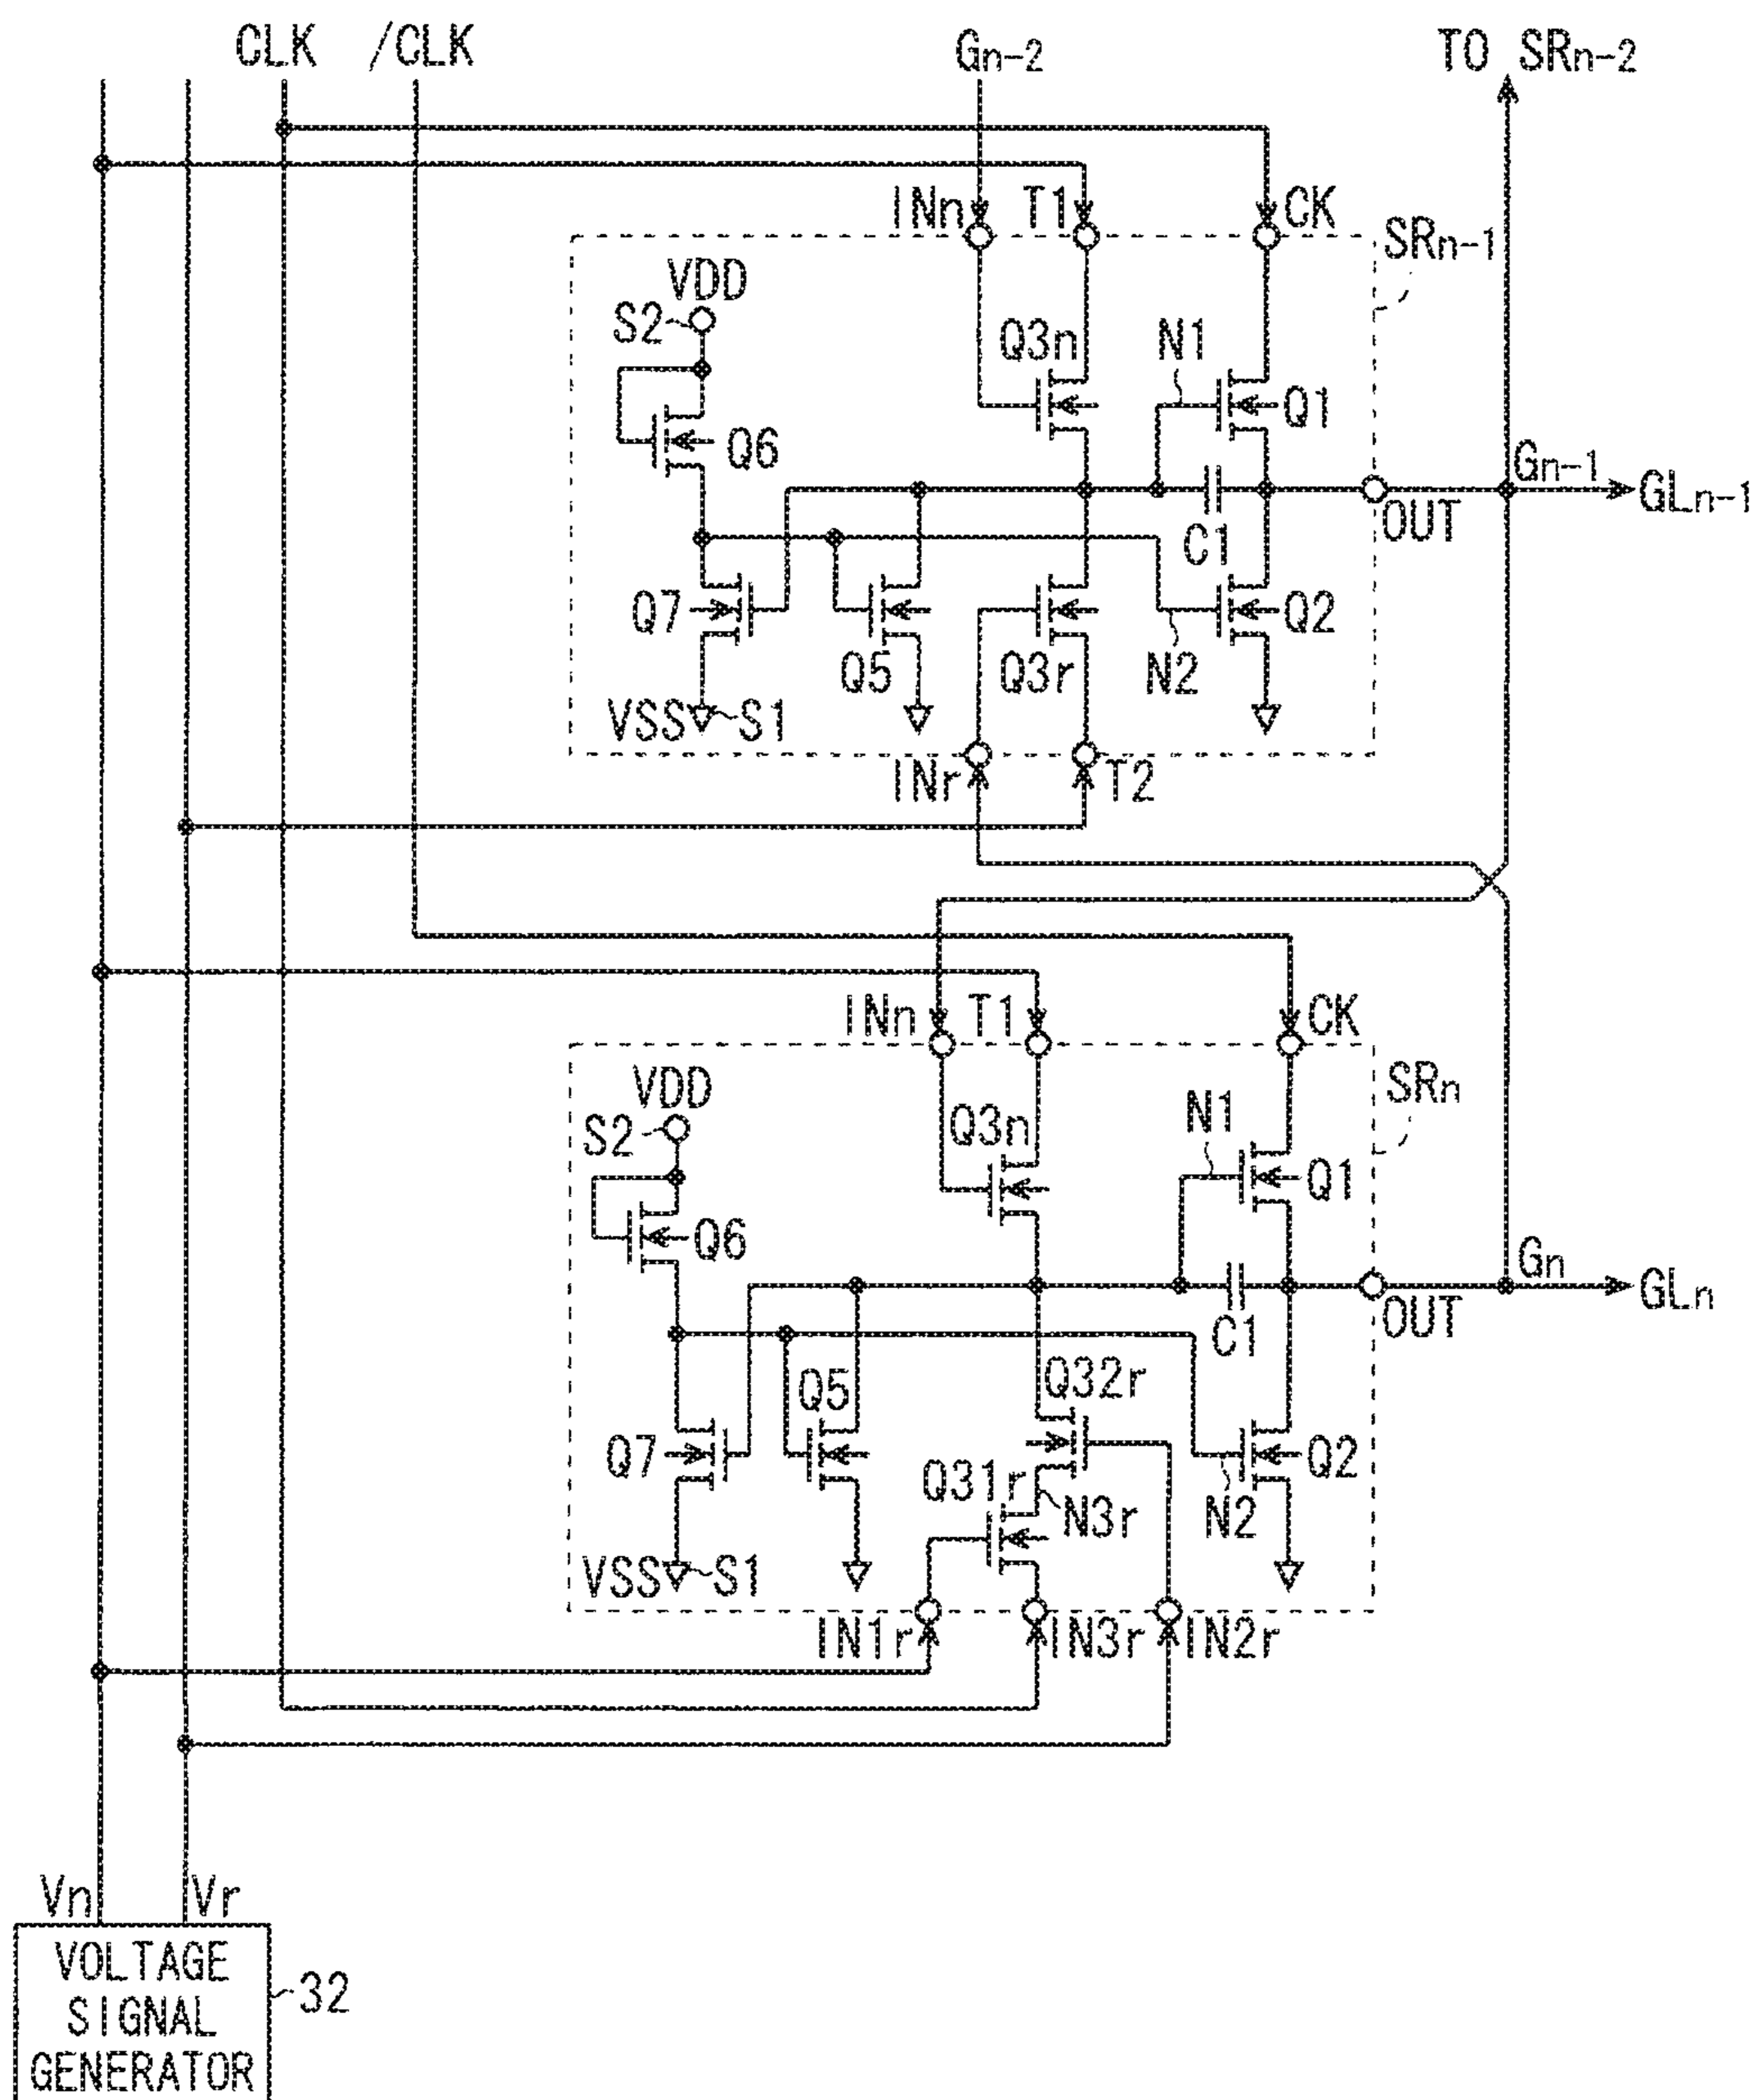 CLK /CLK Gn-2 TO SRn-2
INn T1 CK
SRn-1
VDD
S2
Q3n N1
Q1
Q6
Gn-1
GLn-1
OUT
C1
Q7 Q2
Q5 Q3r N2
VSS S1
INr T2
INn T1 CK
VDD
SRn
S2
Q3n N1
Q1
Q6
Gn
GLn
OUT
C1
Q32r
Q5
Q7 Q2
Q31r
N3r N2
VSS S1
IN1r IN3r IN2r
Vn Vr
VOLTAGE
SIGNAL
GENERATOR
32